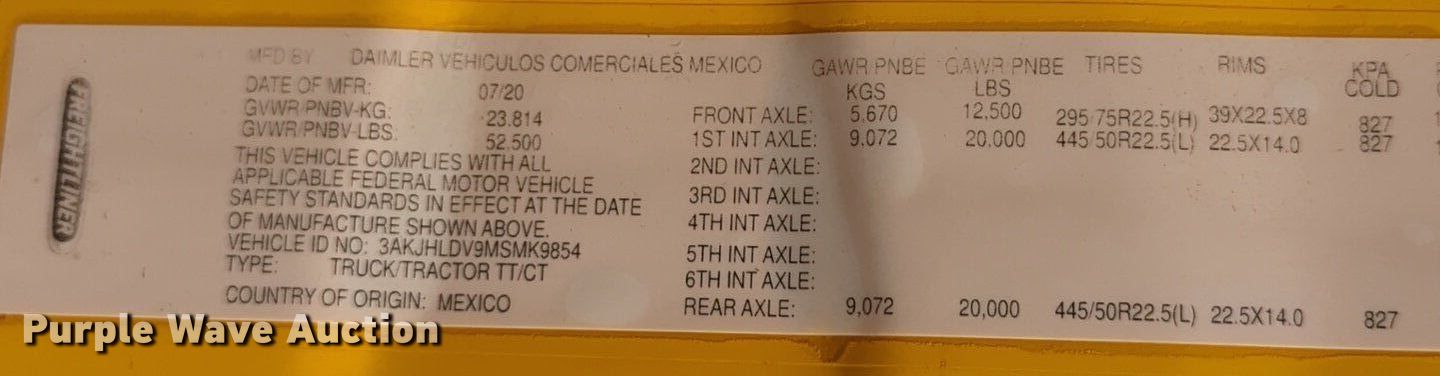 FREIGHTLINER
MFD BY DAIMLER VEHICULOS COMERCIALES MEXICO GAWR/PNBE GAWR/PNBE TIRES RIMS KPA
DATE OF MFR: 07/20 KGS LBS COLD
GVWR/PNBV-KG: 23.814 FRONT AXLE: 5.670 12,500 295/75R22.5(H) 39X22.5X8 827
GVWR/PNBV-LBS: 52.500 1ST INT AXLE: 9.072 20.000 445/50R22.5(L) 22.5X14.0 827
THIS VEHICLE COMPLIES WITH ALL 2ND INT AXLE:
APPLICABLE FEDERAL MOTOR VEHICLE 3RD INT AXLE:
SAFETY STANDARDS IN EFFECT AT THE DATE
OF MANUFACTURE SHOWN ABOVE. 4TH INT AXLE:
VEHICLE ID NO: 3AKJHLDV9MSMK9854 5TH INT AXLE:
TYPE: TRUCK/TRACTOR TT/CT 6TH INT AXLE:
COUNTRY OF ORIGIN: MEXICO REAR AXLE: 9,072 20,000 445/50R22.5(L) 22.5X14.0 827
Purple Wave Auction